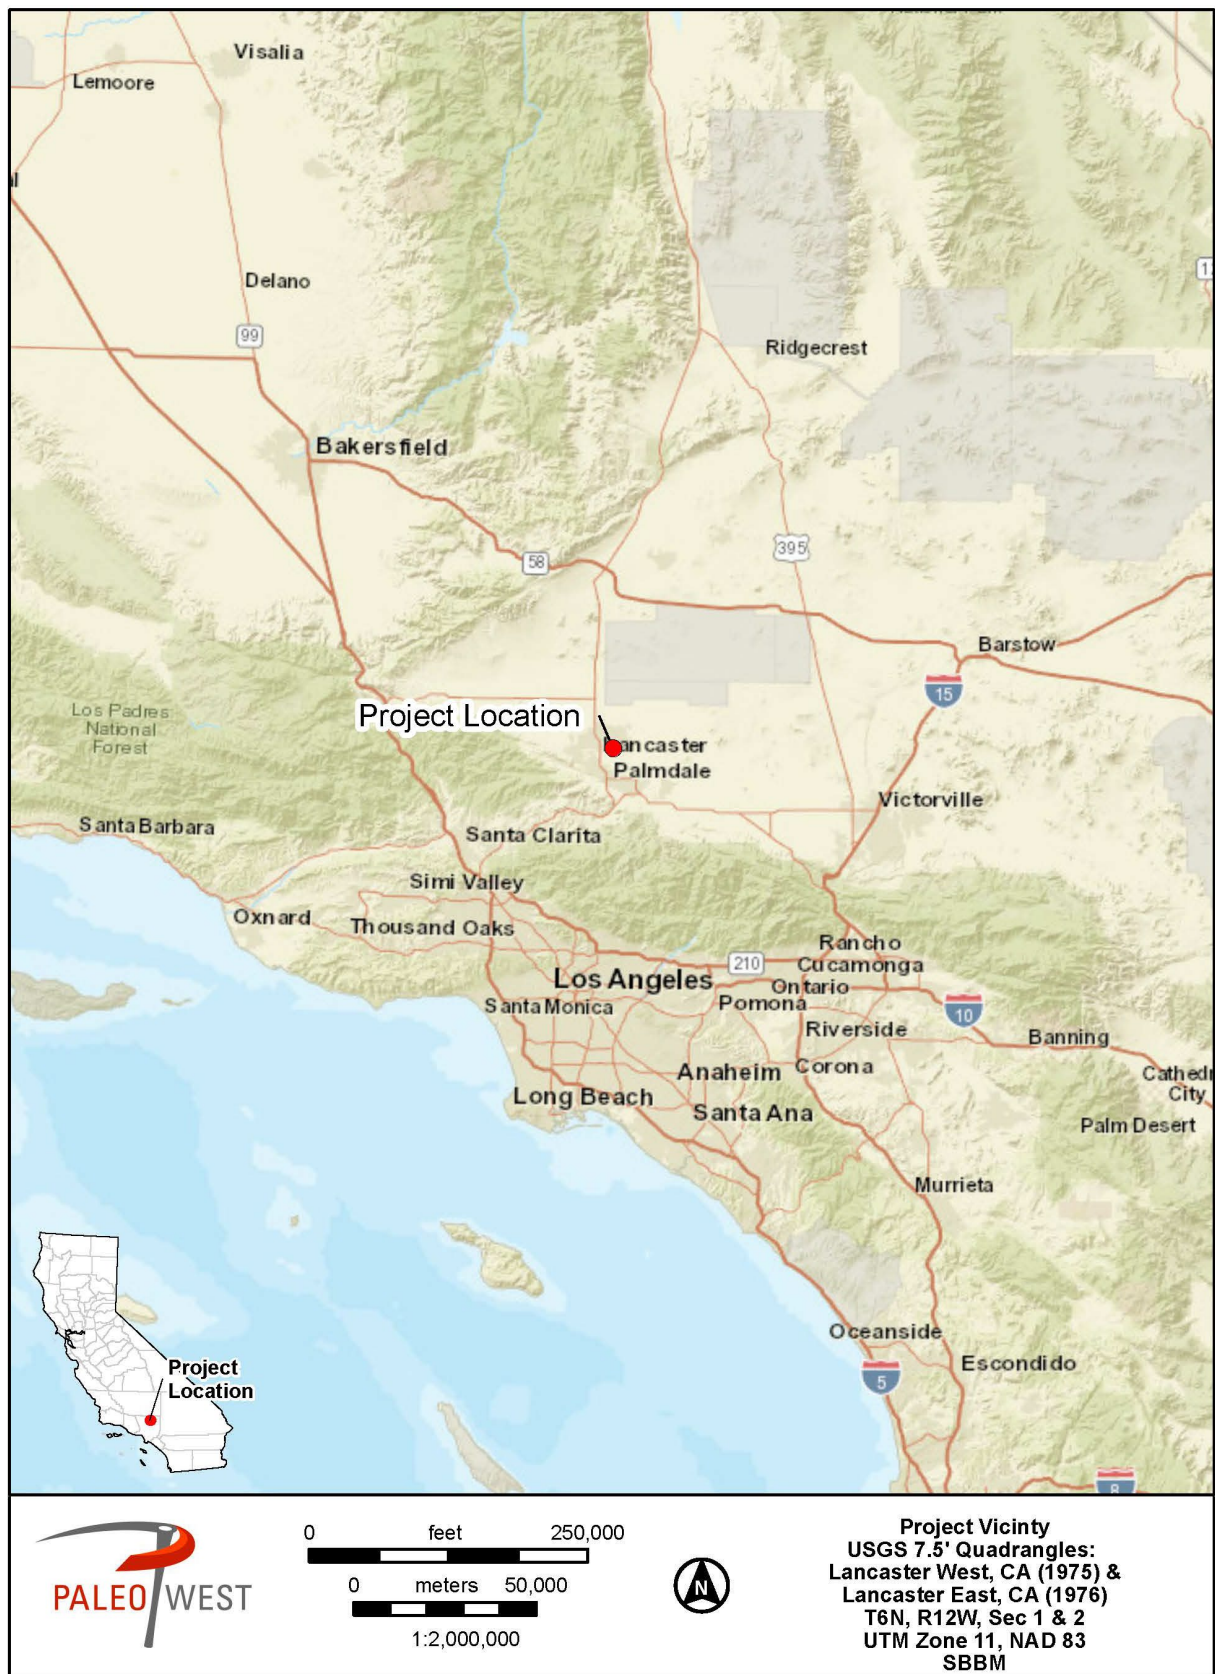 Visalia
Lemoore
Delano
99
Ridgecrest
Bakersfield
58
395
Barstow
15
Los Padres
National
Forest
Project Location
Lancaster
Palmdale
Victorville
Santa Barbara
Santa Clarita
Simi Valley
Oxnard
Thousand Oaks
Rancho
Cucamonga
210
Los Angeles
Ontario
Santa Monica
Pomona
10
Riverside
Banning
Anaheim
Corona
Cathedr
City
Long Beach
Santa Ana
Palm Desert
Murrieta
Oceanside
Escondido
5
8
Project
Location
PALEO WEST
0 feet 250,000
0 meters 50,000
1:2,000,000
N
Project Vicinty
USGS 7.5' Quadrangles:
Lancaster West, CA (1975) &
Lancaster East, CA (1976)
T6N, R12W, Sec 1 & 2
UTM Zone 11, NAD 83
SBBM